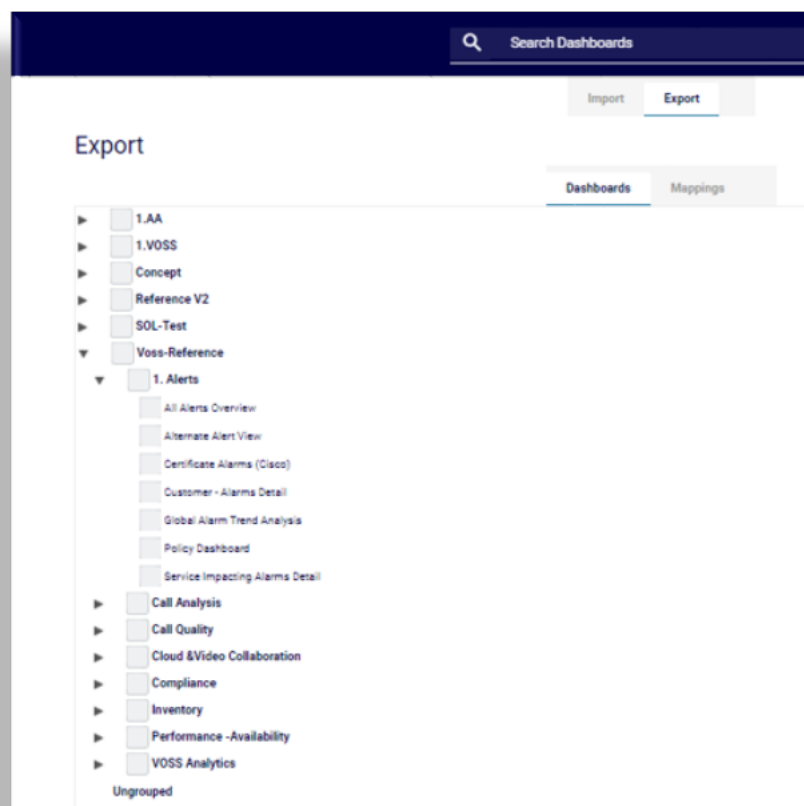 Search Dashboards
Import Export
Export
Dashboards Mappings
1.AA
1.VOSS
Concept
Reference V2
SOL-Test
Voss-Reference
1. Alerts
All Alerts Overview
Alternate Alert View
Certificate Alarms (Cisco)
Customer - Alarms Detail
Global Alarm Trend Analysis
Policy Dashboard
Service Impacting Alarms Detail
Call Analysis
Call Quality
Cloud &Video Collaboration
Compliance
Inventory
Performance -Availability
VOSS Analytics
Ungrouped